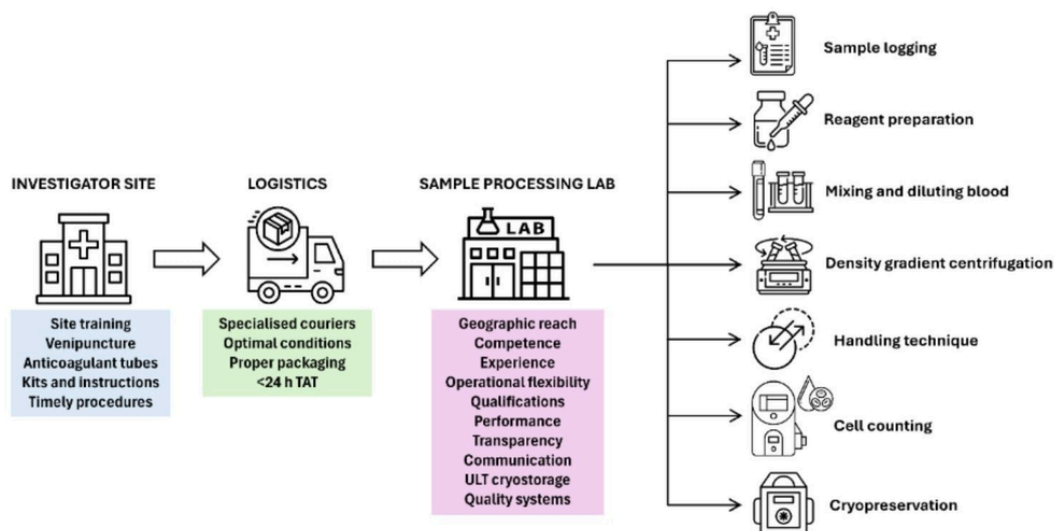 INVESTIGATOR SITE
Site training
Venipuncture
Anticoagulant tubes
Kits and instructions
Timely procedures
LOGISTICS
Specialised couriers
Optimal conditions
Proper packaging
<24 h TAT
SAMPLE PROCESSING LAB
LAB
Geographic reach
Competence
Experience
Operational flexibility
Qualifications
Performance
Transparency
Communication
ULT cryostorage
Quality systems
Sample logging
Reagent preparation
Mixing and diluting blood
Density gradient centrifugation
Handling technique
Cell counting
Cryopreservation